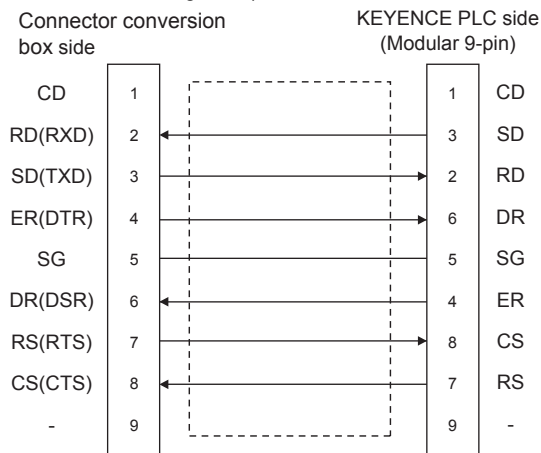 Connector conversion
box side
KEYENCE PLC side
(Modular 9-pin)
CD 1 1 CD
RD(RXD) 2 3 SD
SD(TXD) 3 2 RD
ER(DTR) 4 6 DR
SG 5 5 SG
DR(DSR) 6 4 ER
RS(RTS) 7 8 CS
CS(CTS) 8 7 RS
- 9 9 -